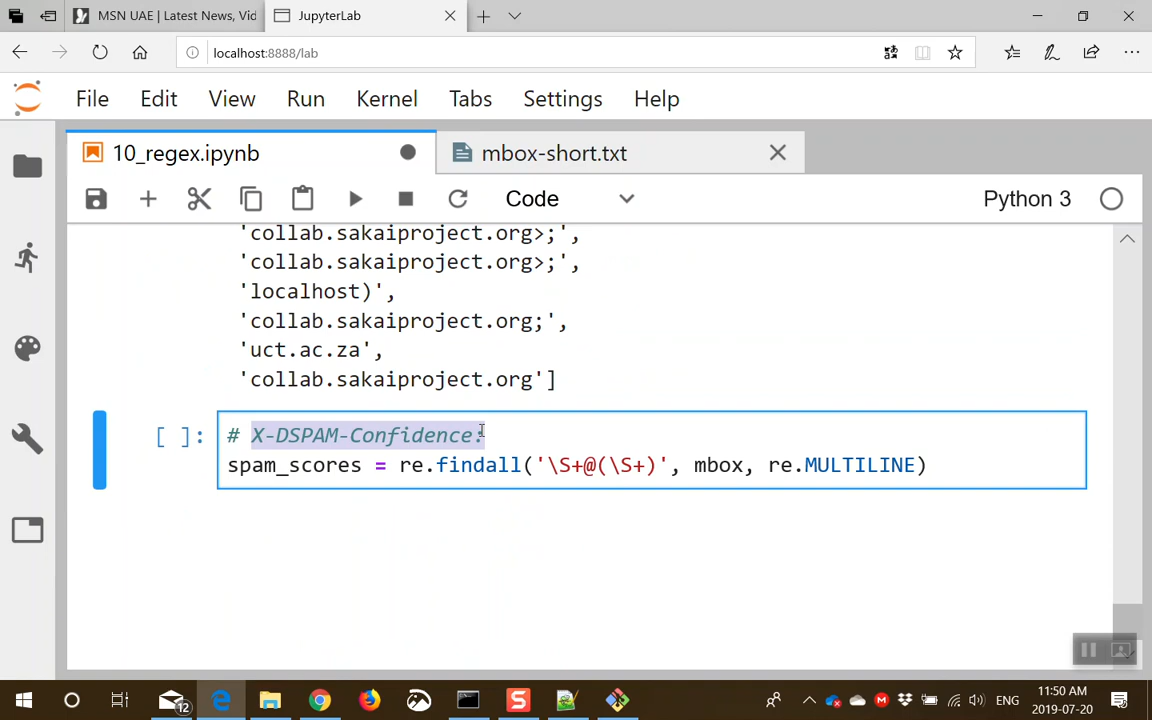 MSN UAE | Latest News, Vid
JupyterLab
localhost:8888/lab
File Edit View Run Kernel Tabs Settings Help
10_regex.ipynb
mbox-short.txt
Code
Python 3
'collab.sakaiproject.org>;',
'collab.sakaiproject.org>;',
'localhost)',
'collab.sakaiproject.org;',
'uct.ac.za',
'collab.sakaiproject.org']
[ ]:
# X-DSPAM-Confidence:
spam_scores = re.findall('\S+@(\S+)', mbox, re.MULTILINE)
12
ENG
11:50 AM
2019-07-20